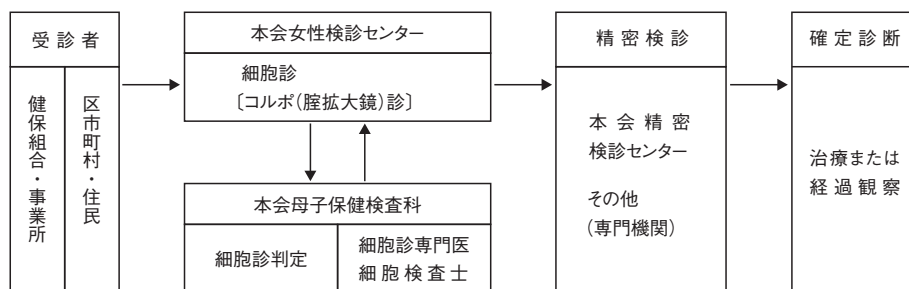 受診者
健保組合・事業所
区市町村・住民
本会女性検診センター
細胞診
〔コルポ(腟拡大鏡)診〕
本会母子保健検査科
細胞診判定
細胞診専門医
細胞検査士
精密検診
本会精密
検診センター
その他
(専門機関)
確定診断
治療または
経過観察